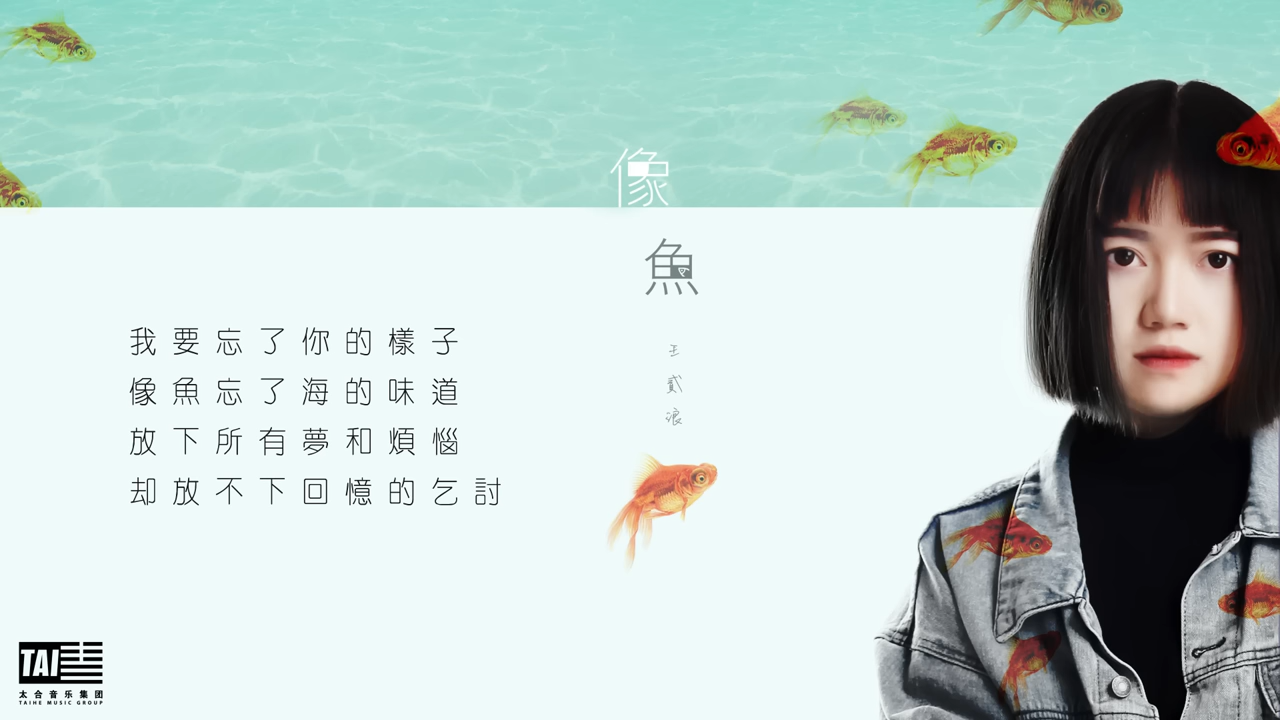 像
魚
王貳浪
我要忘了你的樣子
像魚忘了海的味道
放下所有夢和煩惱
却放不下回憶的乞討
TAI
太合音乐集团
TAIHE MUSIC GROUP